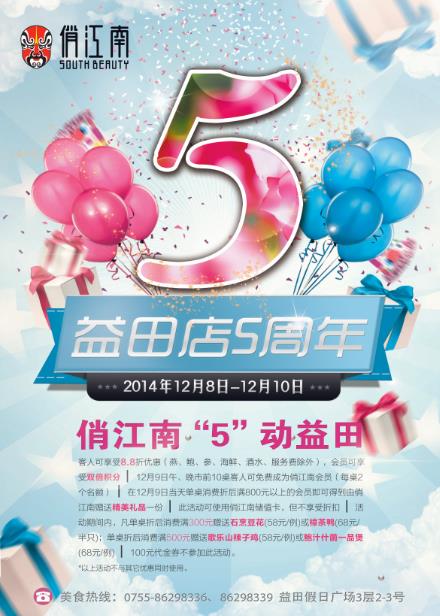 俏江南
SOUTH BEAUTY
5
益田店5周年
2014年12月8日-12月10日
俏江南“5”动益田
客人可享受8.8折优惠（燕、鲍、参、海鲜、酒水、服务费除外），会员可享
受双倍积分 | 12月9日午、晚市前10桌客人可免费成为俏江南会员（每桌2
个名额） | 在12月9日当天单桌消费折后满800元以上的会员即可得到由俏
江南赠送精美礼品一份 | 此活动可使用俏江南储值卡，但不享受折扣 | 活
动期间内，凡单桌折后消费满300元赠送石烹豆花(58元/例)或樟茶鸭(68元/
半只)；单桌折后消费满500元赠送歌乐山辣子鸡(58元/例)或鲍汁什菌一品煲
(68元/例) | 100元代金券不参加此活动。
*以上活动不与其它优惠同时使用。
美食热线：0755-86298336、86298339 益田假日广场3层2-3号